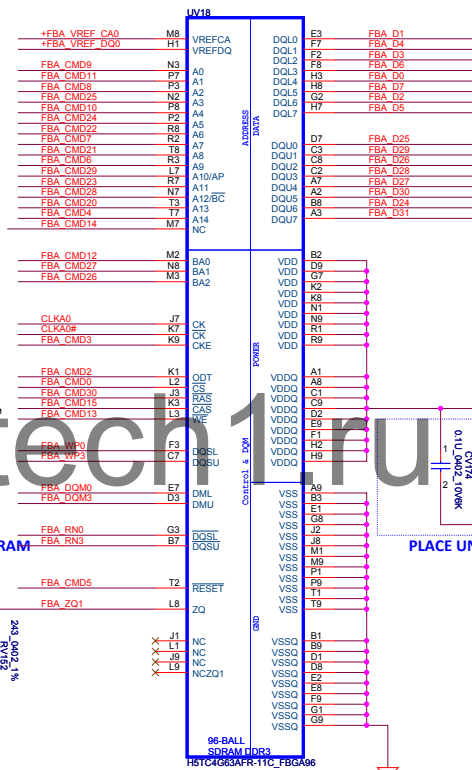 UV18
+FBA_VREF_CA0 M8 VREFCA
+FBA_VREF_DQ0 H1 VREFDQ
FBA_CMD9 N3 A0
FBA_CMD11 P7 A1
FBA_CMD8 P3 A2
FBA_CMD25 N2 A3
FBA_CMD10 P8 A4
FBA_CMD24 P2 A5
FBA_CMD22 R8 A6
FBA_CMD7 R2 A7
FBA_CMD21 T8 A8
FBA_CMD6 R3 A9
FBA_CMD29 L7 A10/AP
FBA_CMD23 R7 A11
FBA_CMD28 N7 A12/BC
FBA_CMD20 T3 A13
FBA_CMD4 T7 A14
FBA_CMD14 M7 NC
FBA_CMD12 M2 BA0
FBA_CMD27 N8 BA1
FBA_CMD26 M3 BA2
CLKA0 J7 CK
CLKA0# K7 CK
FBA_CMD3 K9 CKE
FBA_CMD2 K1 ODT
FBA_CMD0 L2 CS
FBA_CMD30 J3 RAS
FBA_CMD15 K3 CAS
FBA_CMD13 L3 WE
FBA_WP0 F3 DQSL
FBA_WP3 C7 DQSU
FBA_DQM0 E7 DML
FBA_DQM3 D3 DMU
FBA_RN0 G3 DQSL
FBA_RN3 B7 DQSU
RAM
FBA_CMD5 T2 RESET
FBA_ZQ1 L8 ZQ
243_0402_1%
RV152
J1 NC
L1 NC
J9 NC
L9 NCZQ1
ADDRESS
DATA
POWER
Control & DQM
GND
DQL0 E3 FBA_D1
DQL1 F7 FBA_D4
DQL2 F2 FBA_D3
DQL3 F8 FBA_D6
DQL4 H3 FBA_D0
DQL5 H8 FBA_D7
DQL6 G2 FBA_D2
DQL7 H7 FBA_D5
DQU0 D7 FBA_D25
DQU1 C3 FBA_D29
DQU2 C8 FBA_D26
DQU3 C2 FBA_D28
DQU4 A7 FBA_D27
DQU5 A2 FBA_D30
DQU6 B8 FBA_D24
DQU7 A3 FBA_D31
VDD B2
VDD D9
VDD G7
VDD K2
VDD K8
VDD N1
VDD N9
VDD R1
VDD R9
VDDQ A1
VDDQ A8
VDDQ C1
VDDQ C9
VDDQ D2
VDDQ E9
VDDQ F1
VDDQ H2
VDDQ H9
VSS A9
VSS B3
VSS E1
VSS G8
VSS J2
VSS J8
VSS M1
VSS M9
VSS P1
VSS P9
VSS T1
VSS T9
VSSQ B1
VSSQ B9
VSSQ D1
VSSQ D8
VSSQ E2
VSSQ E8
VSSQ F9
VSSQ G1
VSSQ G9
1
2
CV174
0.1U_0402_10V6K
PLACE UN
tech1.ru
96-BALL
SDRAM DDR3
H5TC4G63AFR-11C_FBGA96